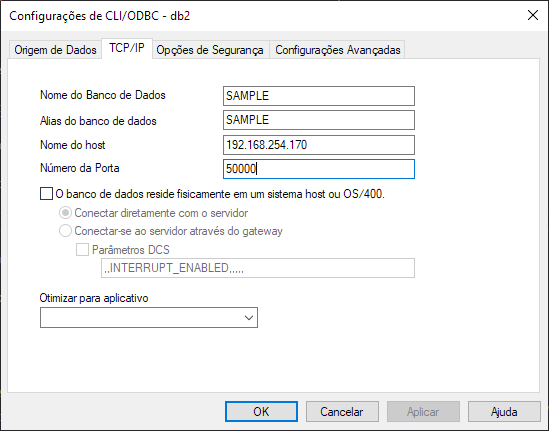 Configurações de CLI/ODBC - db2
Origem de Dados TCP/IP Opções de Segurança Configurações Avançadas
Nome do Banco de Dados SAMPLE
Alias do banco de dados SAMPLE
Nome do host 192.168.254.170
Número da Porta 50000
O banco de dados reside fisicamente em um sistema host ou OS/400.
Conectar diretamente com o servidor
Conectar-se ao servidor através do gateway
Parâmetros DCS
,,INTERRUPT_ENABLED,,,,,
Otimizar para aplicativo
OK Cancelar Aplicar Ajuda